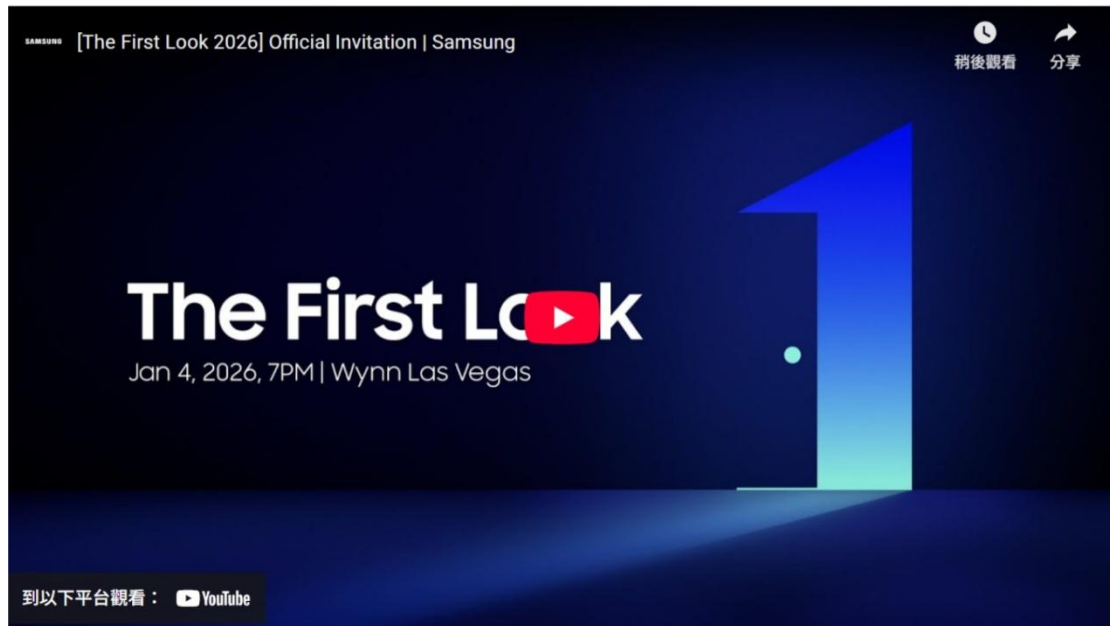 SAMSUNG [The First Look 2026] Official Invitation | Samsung
稍後觀看 分享
The First Look
Jan 4, 2026, 7PM | Wynn Las Vegas
到以下平台觀看： YouTube